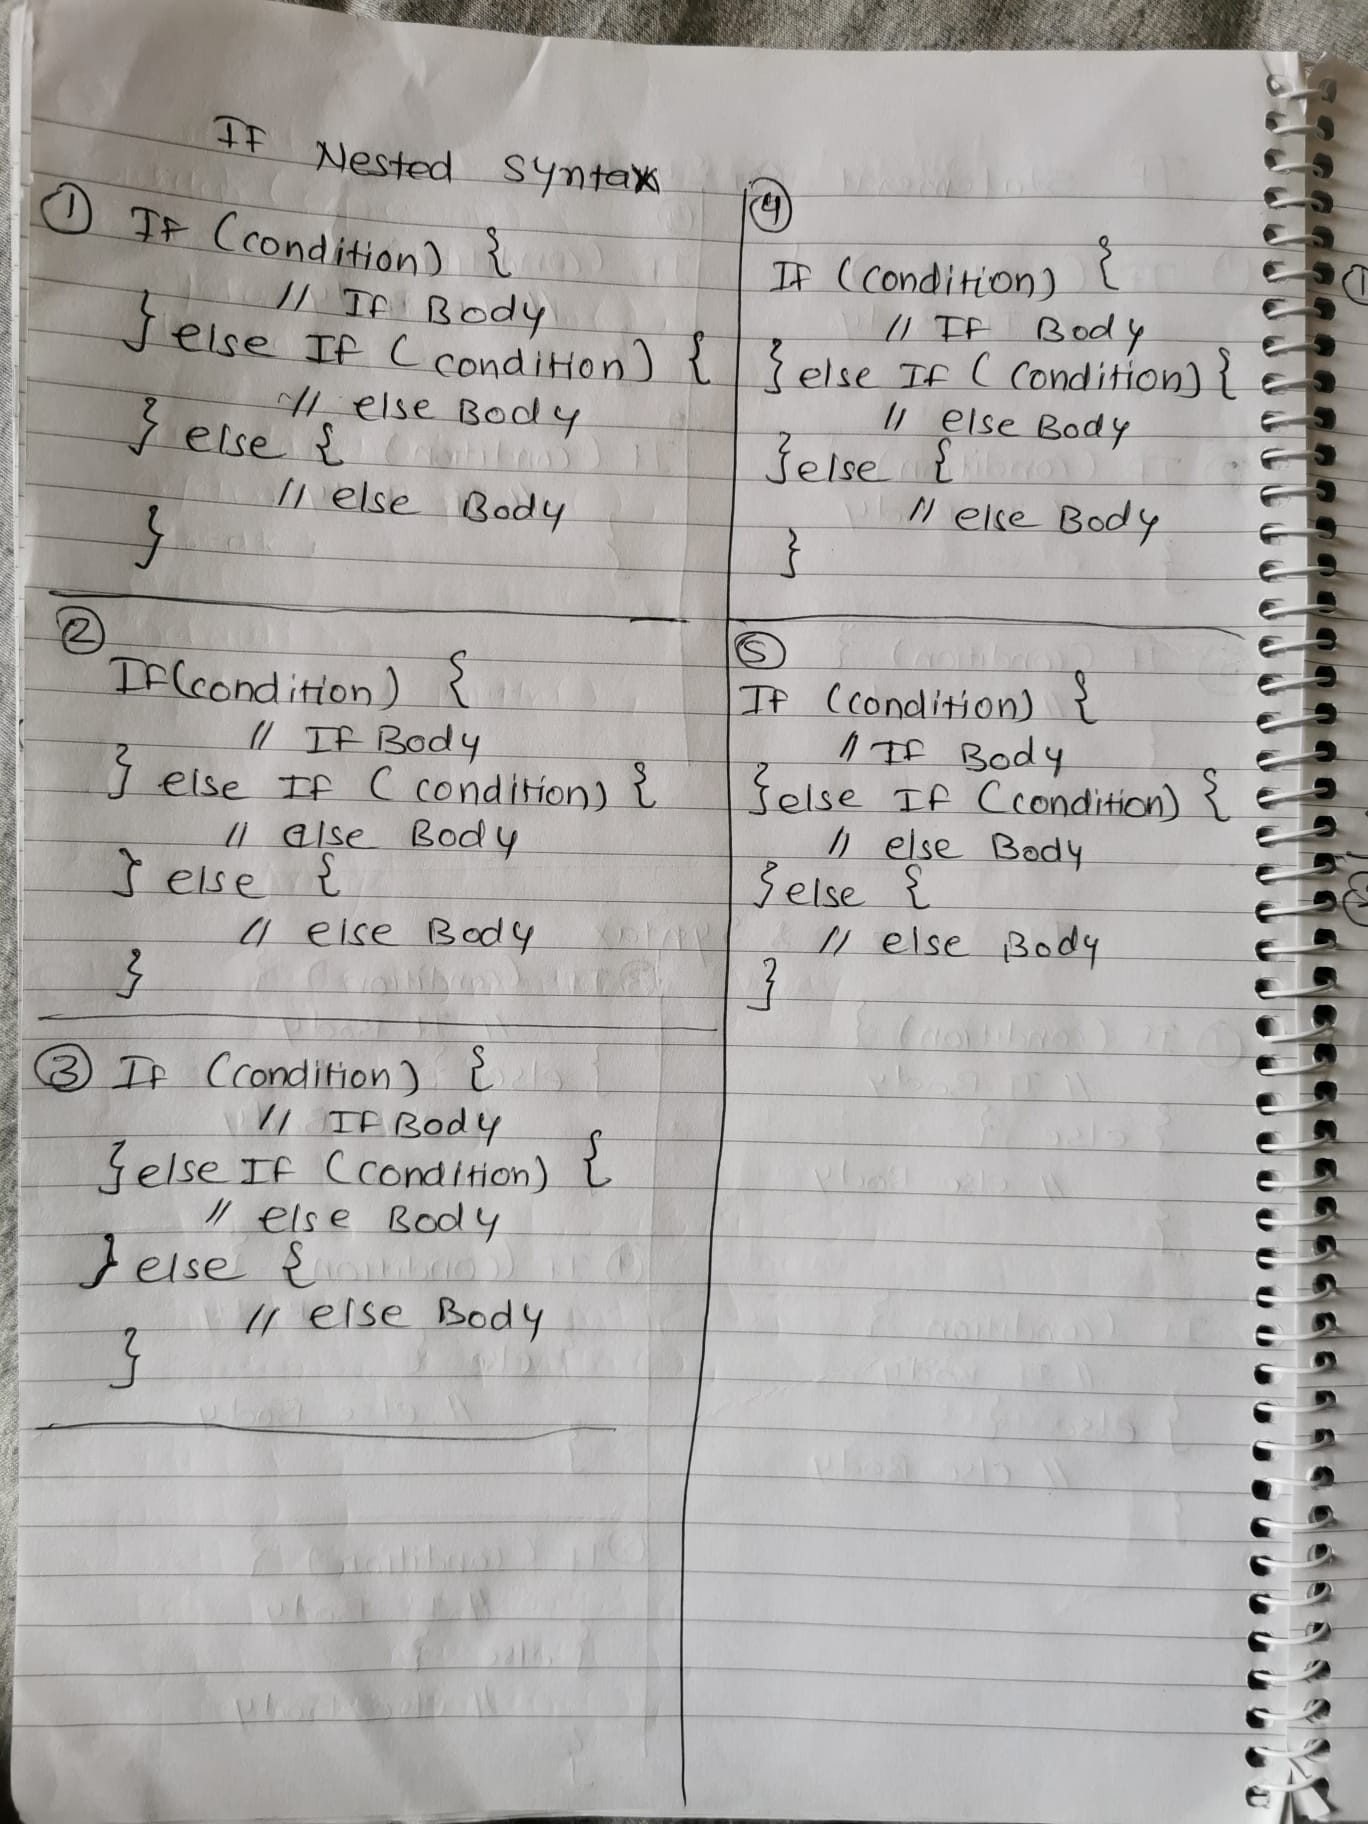 If Nested Syntax
① If (condition) {
// If Body
} else If (condition) {
// else Body
} else {
// else Body
}
②
If(condition) {
// If Body
} else If (condition) {
// else Body
} else {
// else Body
}
③ If (condition) {
// If Body
}else If (condition) {
// else Body
} else {
// else Body
}
④
If (condition) {
// If Body
}else If (condition) {
// else Body
}else {
// else Body
}
⑤
If (condition) {
// If Body
}else If (condition) {
// else Body
}else {
// else Body
}